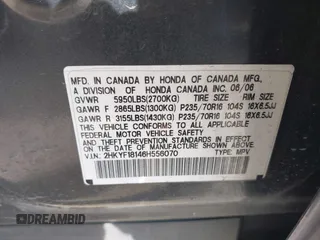 MFD. IN CANADA BY HONDA OF CANADA MFG.,
A DIVISION OF HONDA CANADA INC. 06/06
GVWR 5950LBS(2700KG) TIRE SIZE RIM SIZE
GAWR F 2865LBS(1300KG) P235/70R16 104S 16X6.5JJ
GAWR R 3155LBS(1430KG) P235/70R16 104S 16X6.5JJ
THIS VEHICLE CONFORMS TO ALL APPLICABLE
FEDERAL MOTOR VEHICLE SAFETY AND
THEFT PREVENTION STANDARDS IN EFFECT ON
THE DATE OF MANUFACTURE SHOWN ABOVE.
V.I.N.: 2HKYF18146H556070 TYPE: MPV
© DREAMBID